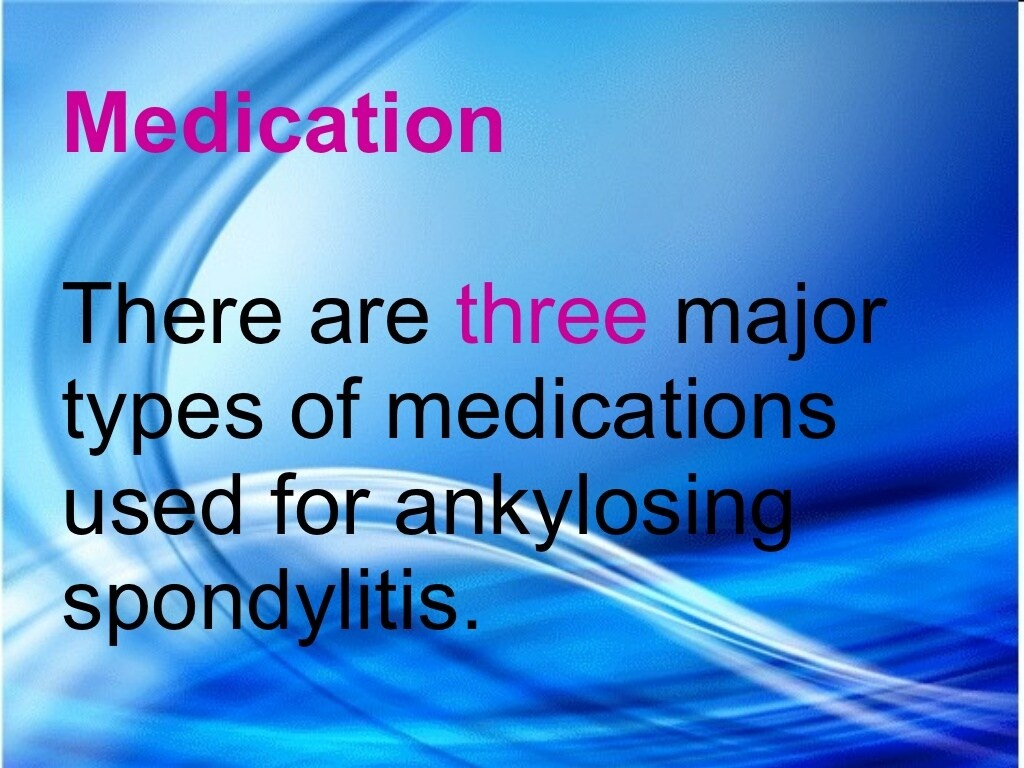 Medication
There are three major
types of medications
used for ankylosing
spondylitis.